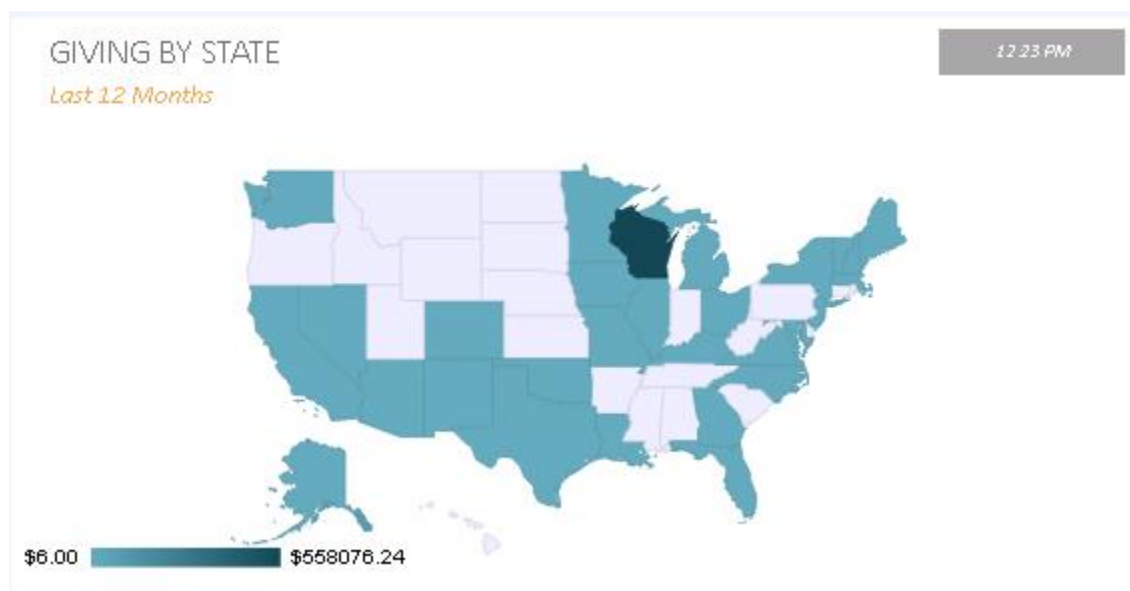 GIVING BY STATE
12:23 PM
Last 12 Months
$6.00
$558076.24